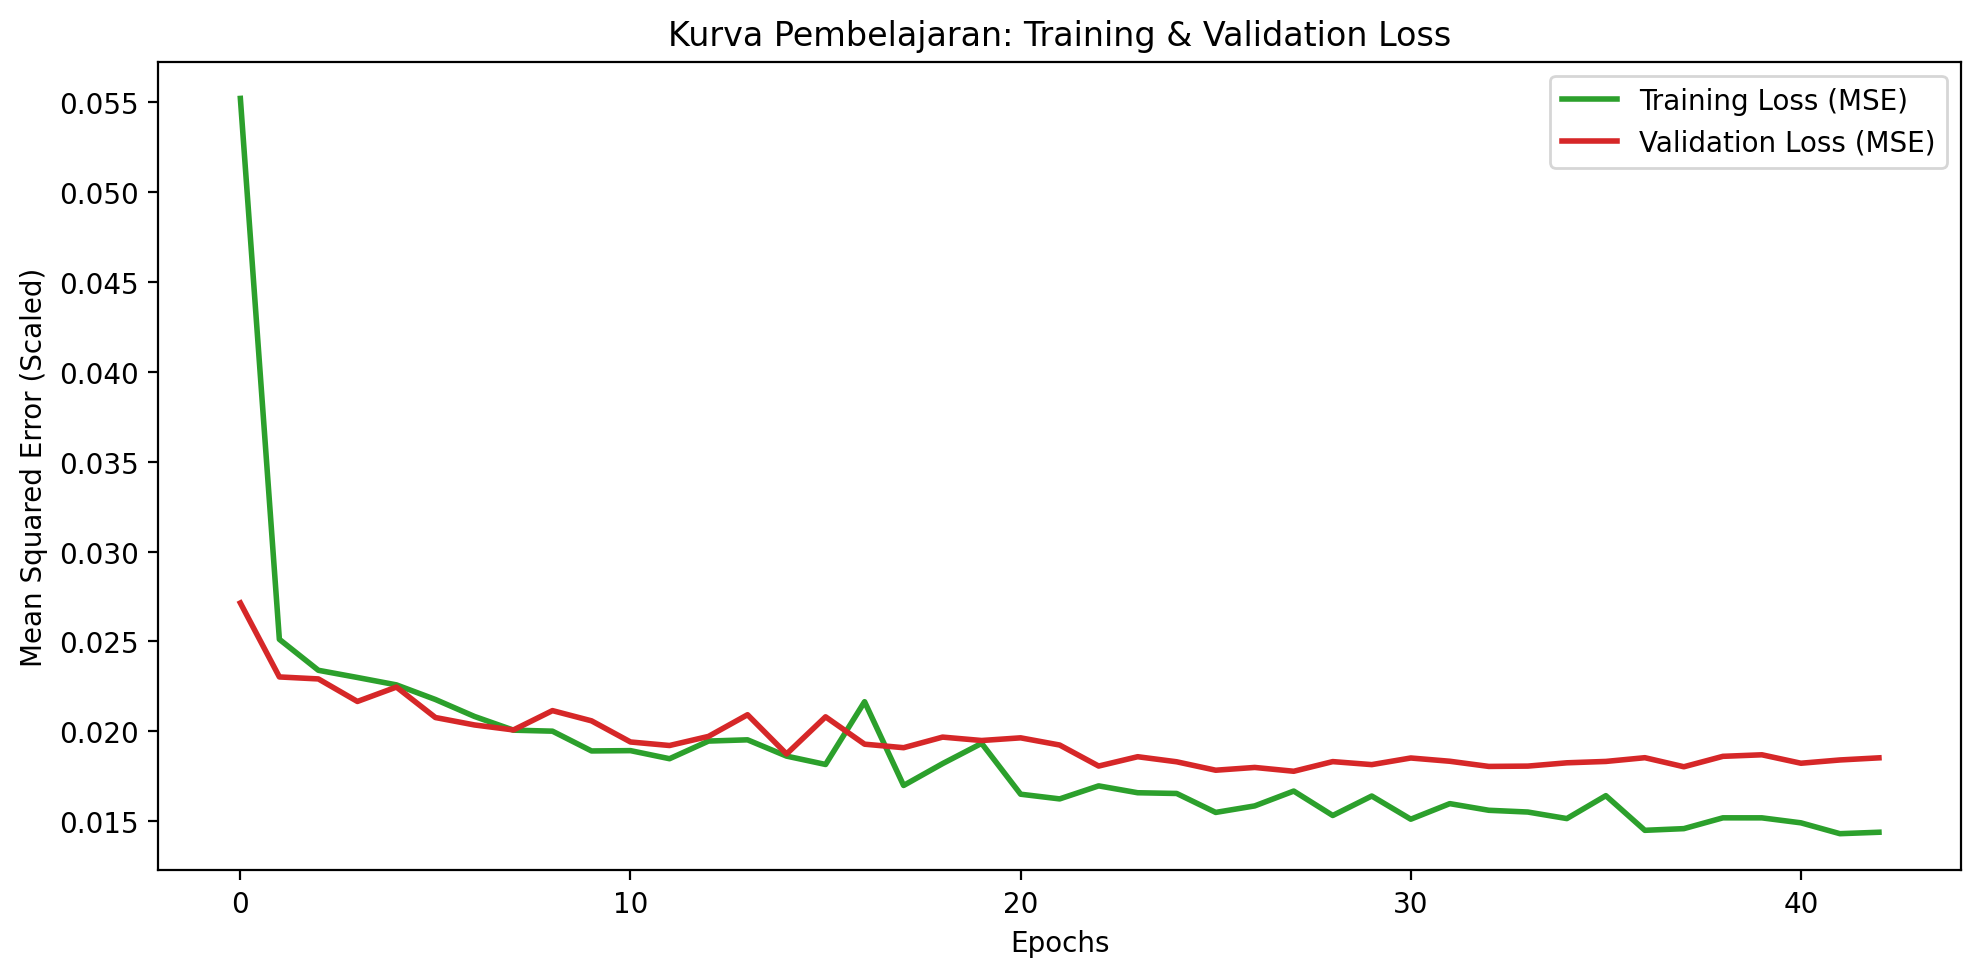 Kurva Pembelajaran: Training & Validation Loss
Training Loss (MSE)
Validation Loss (MSE)
Mean Squared Error (Scaled)
0.055
0.050
0.045
0.040
0.035
0.030
0.025
0.020
0.015
0
10
20
30
40
Epochs